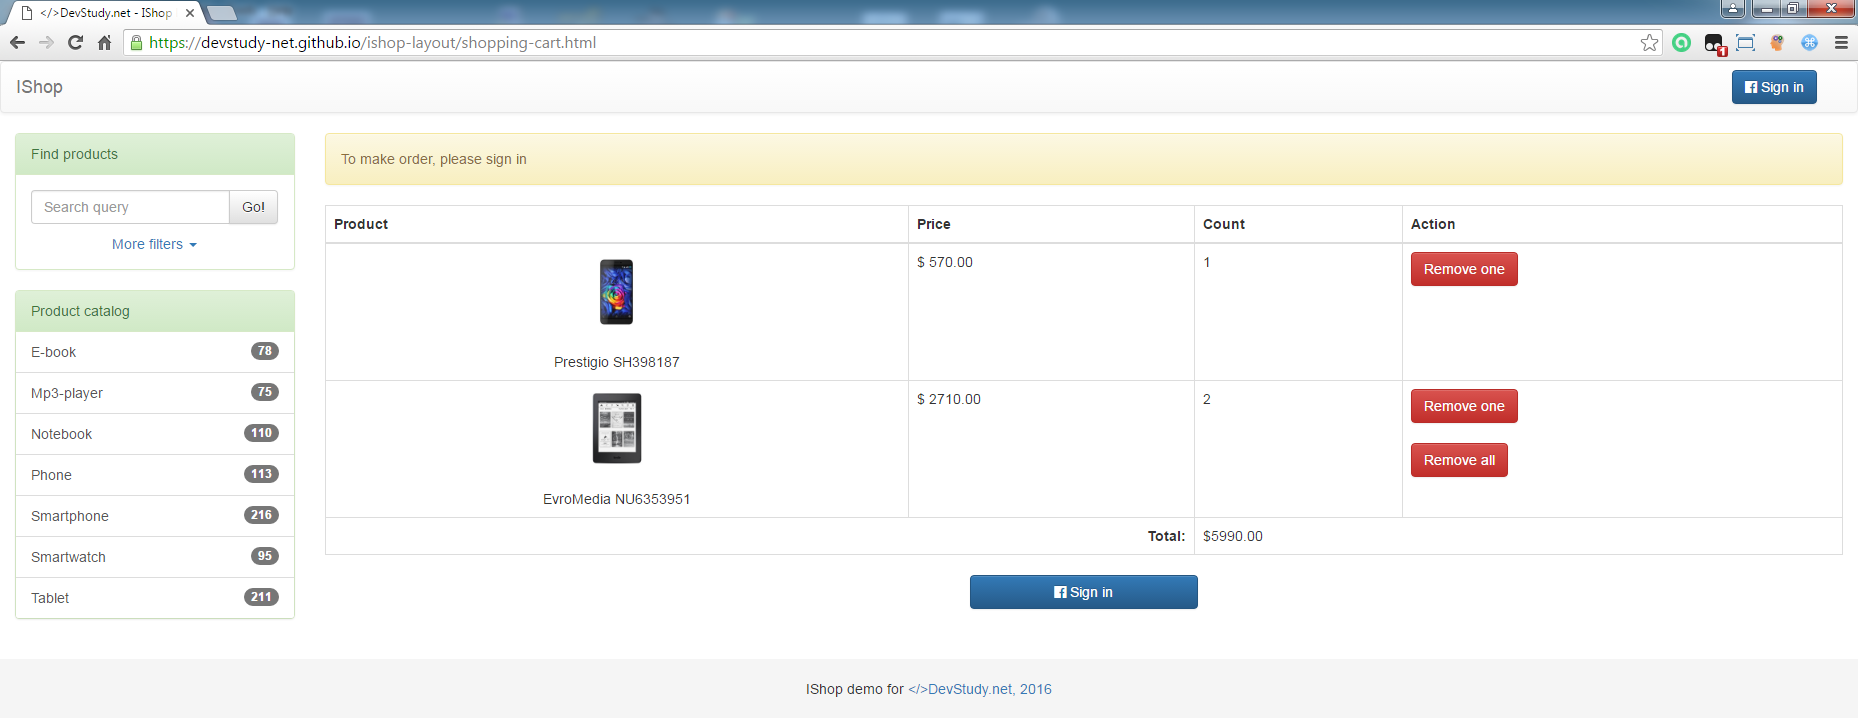 </>DevStudy.net - IShop
https://devstudy-net.github.io/ishop-layout/shopping-cart.html
1
IShop
Sign in
Find products
Search query
Go!
More filters
Product catalog
E-book 78
Mp3-player 75
Notebook 110
Phone 113
Smartphone 216
Smartwatch 95
Tablet 211
To make order, please sign in
Product Price Count Action
$ 570.00 1 Remove one
Prestigio SH398187
$ 2710.00 2 Remove one
Remove all
EvroMedia NU6353951
Total: $5990.00
Sign in
IShop demo for </>DevStudy.net, 2016